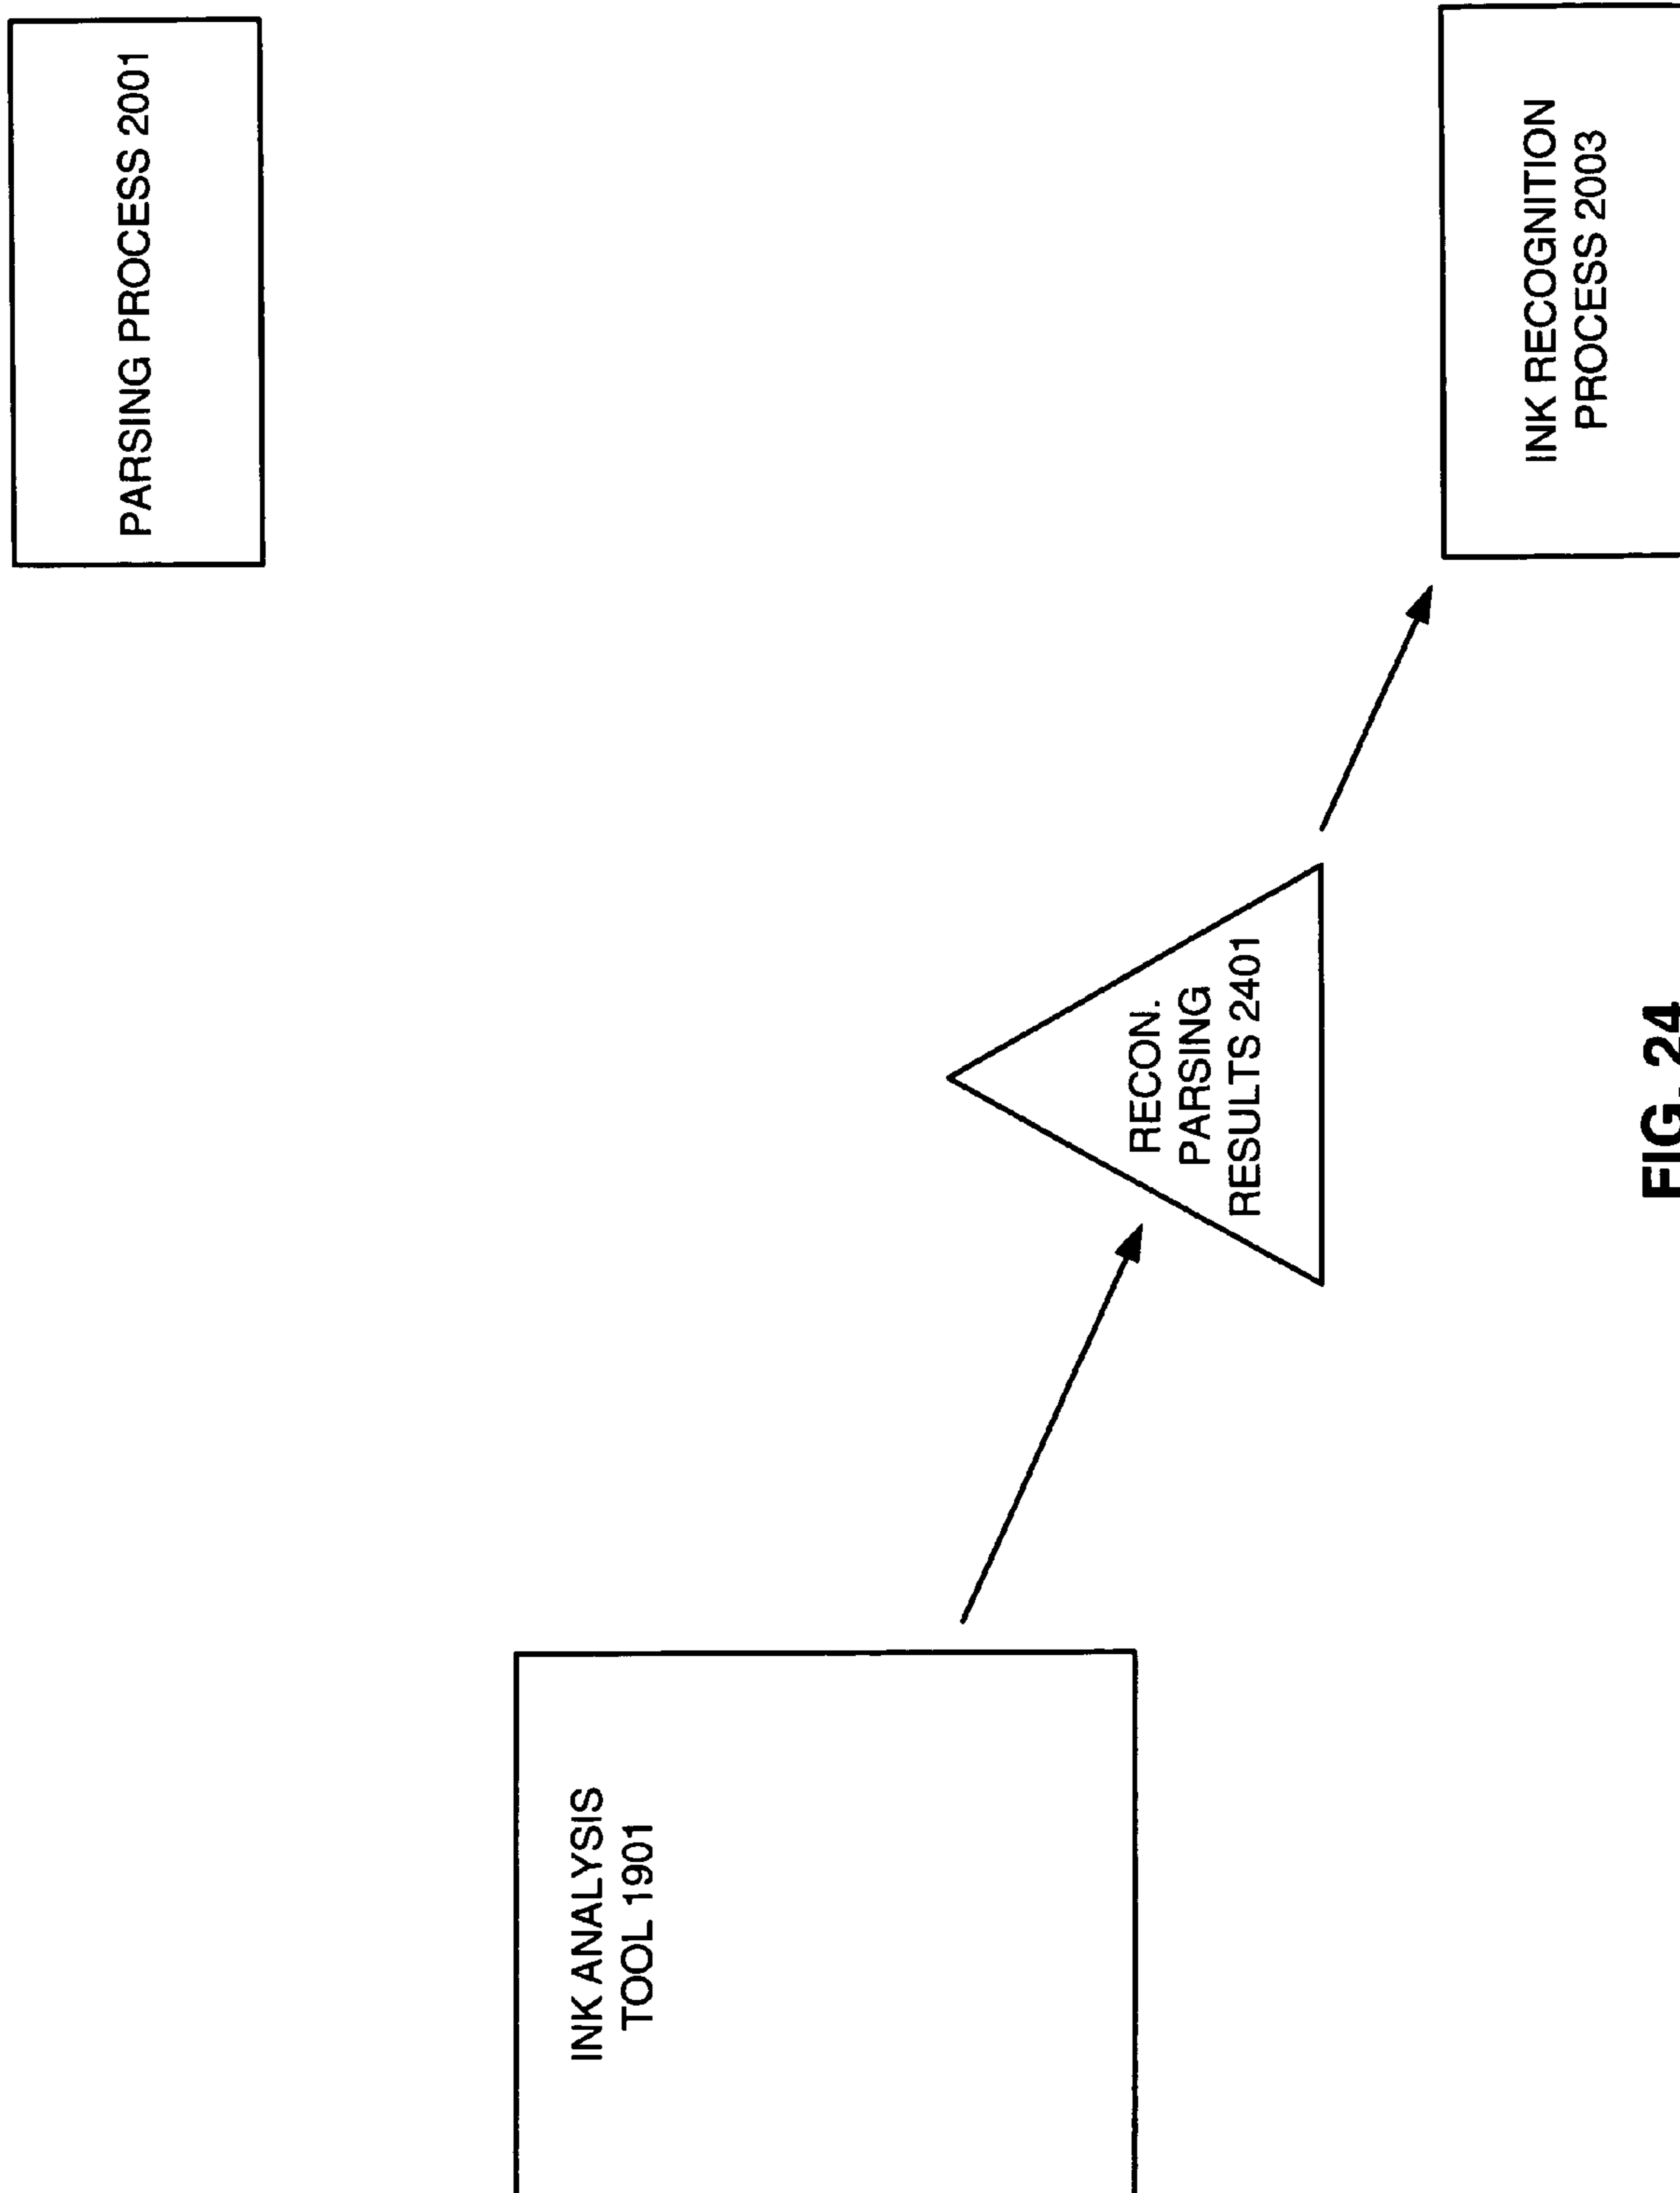 PARSING PROCESS 2001
INK ANALYSIS
TOOL 1901
RECON.
PARSING
RESULTS 2401
INK RECOGNITION
PROCESS 2003
FIG. 24